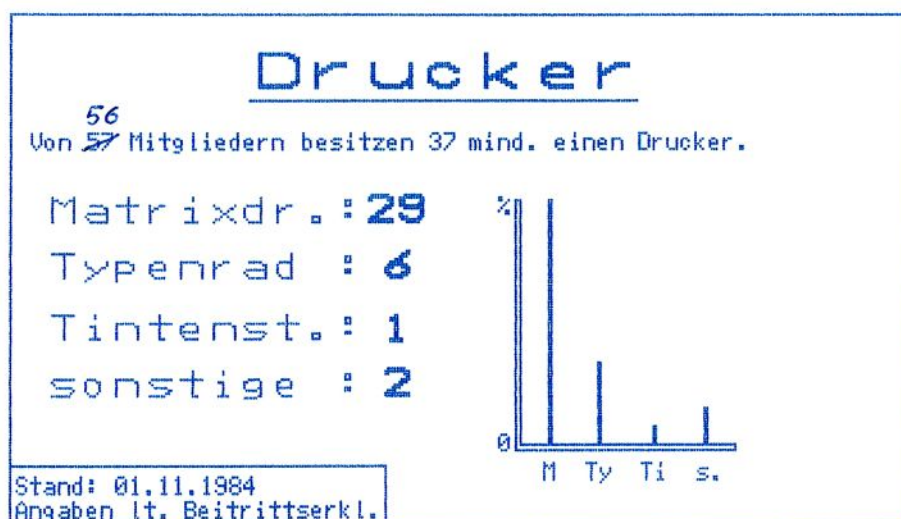 Drucker
56
Von 57 Mitgliedern besitzen 37 mind. einen Drucker.
Matrixdr.: 29
Typenrad : 6
Tintenst.: 1
sonstige : 2
%
0
M Ty Ti s.
Stand: 01.11.1984
Angaben lt. Beitrittserkl.